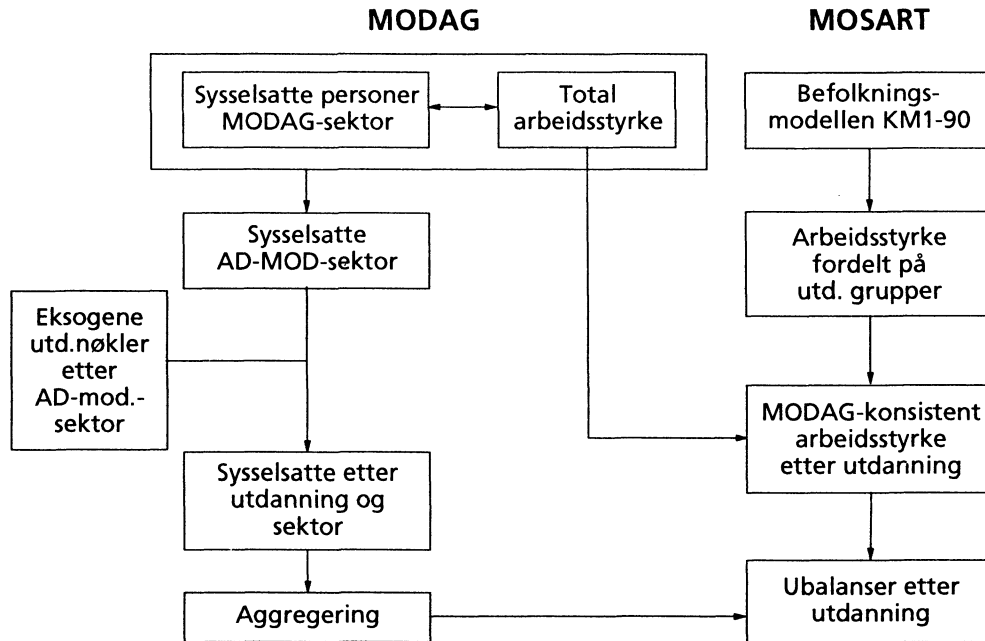 MODAG
MOSART
Sysselsatte personer
MODAG-sektor
Total
arbeidsstyrke
Befolknings-
modellen KM1-90
Sysselsatte
AD-MOD-sektor
Arbeidsstyrke
fordelt på
utd. grupper
Eksogene
utd.nøkler
etter
AD-mod.-
sektor
MODAG-konsistent
arbeidsstyrke
etter utdanning
Sysselsatte etter
utdanning og
sektor
Aggregering
Ubalanser etter
utdanning